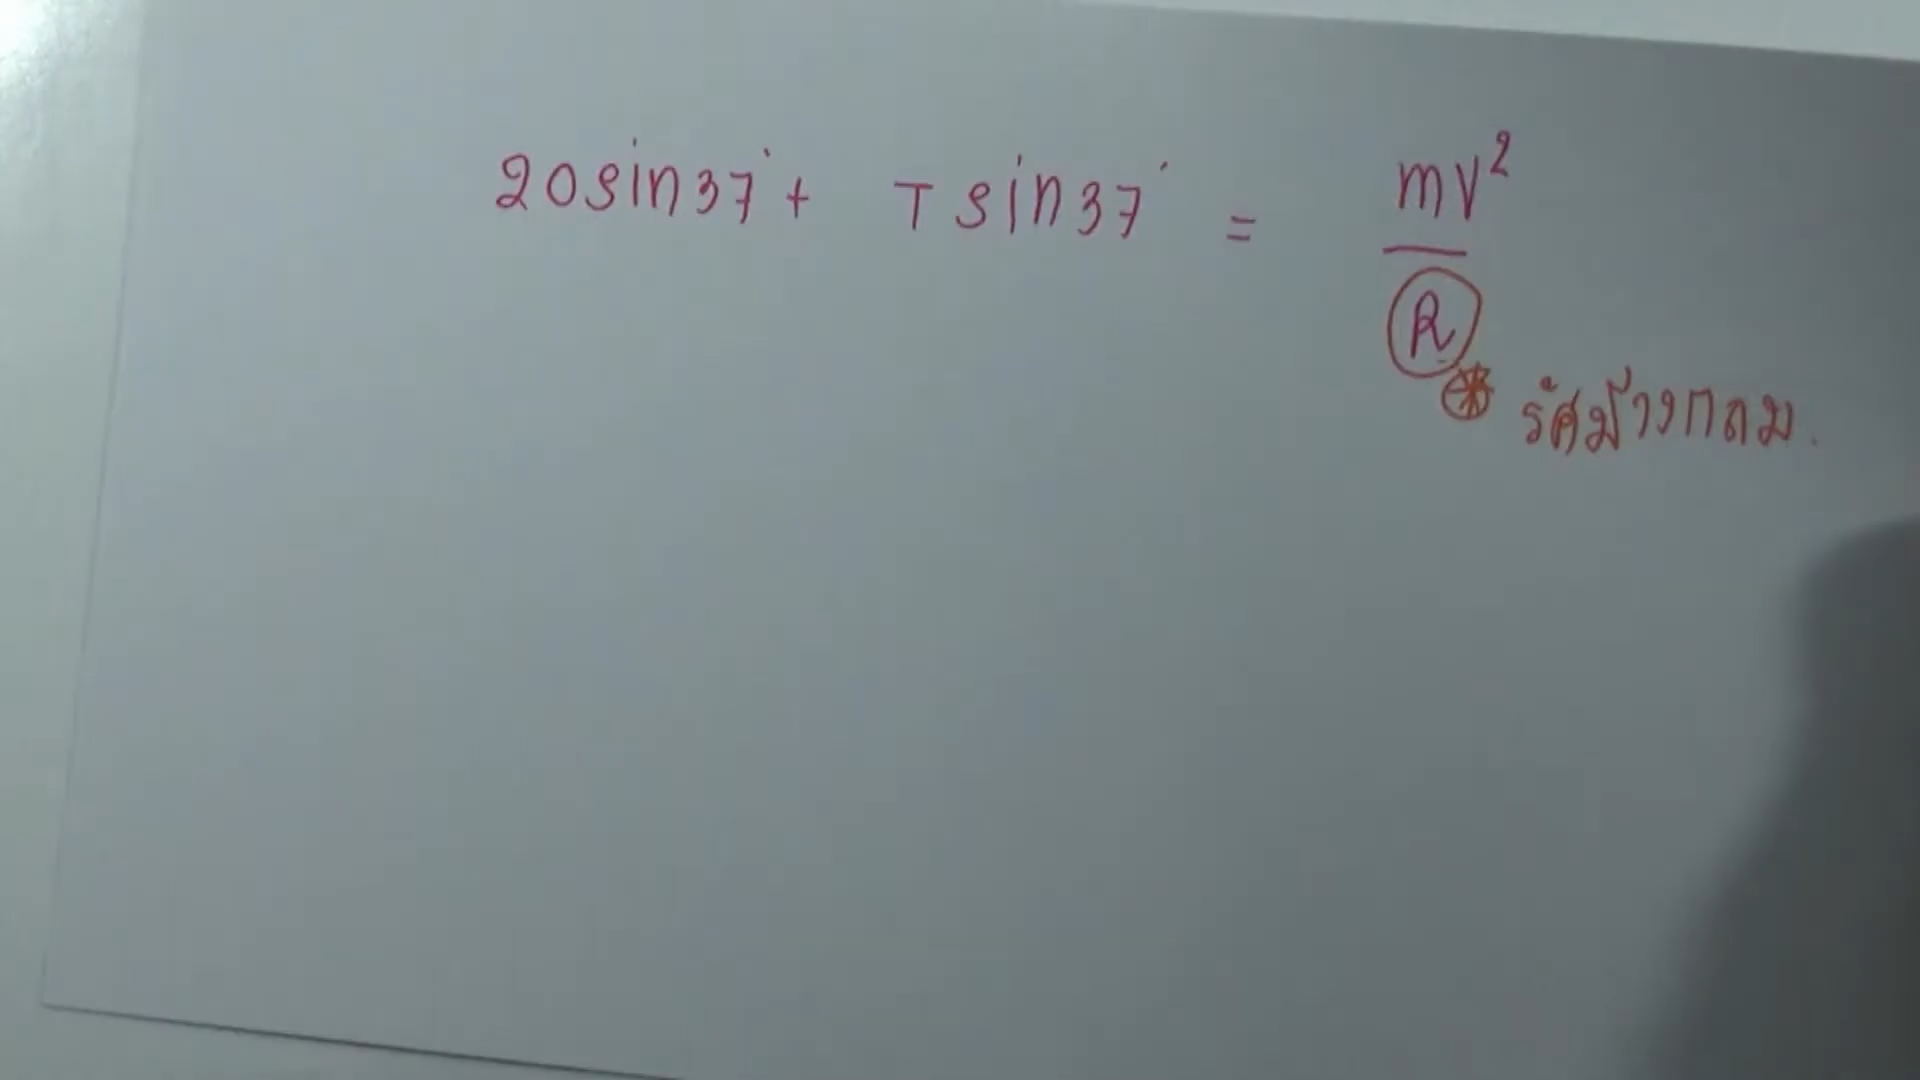 20sin37° + Tsin37° = mv²
R
รัศมีวงกลม.